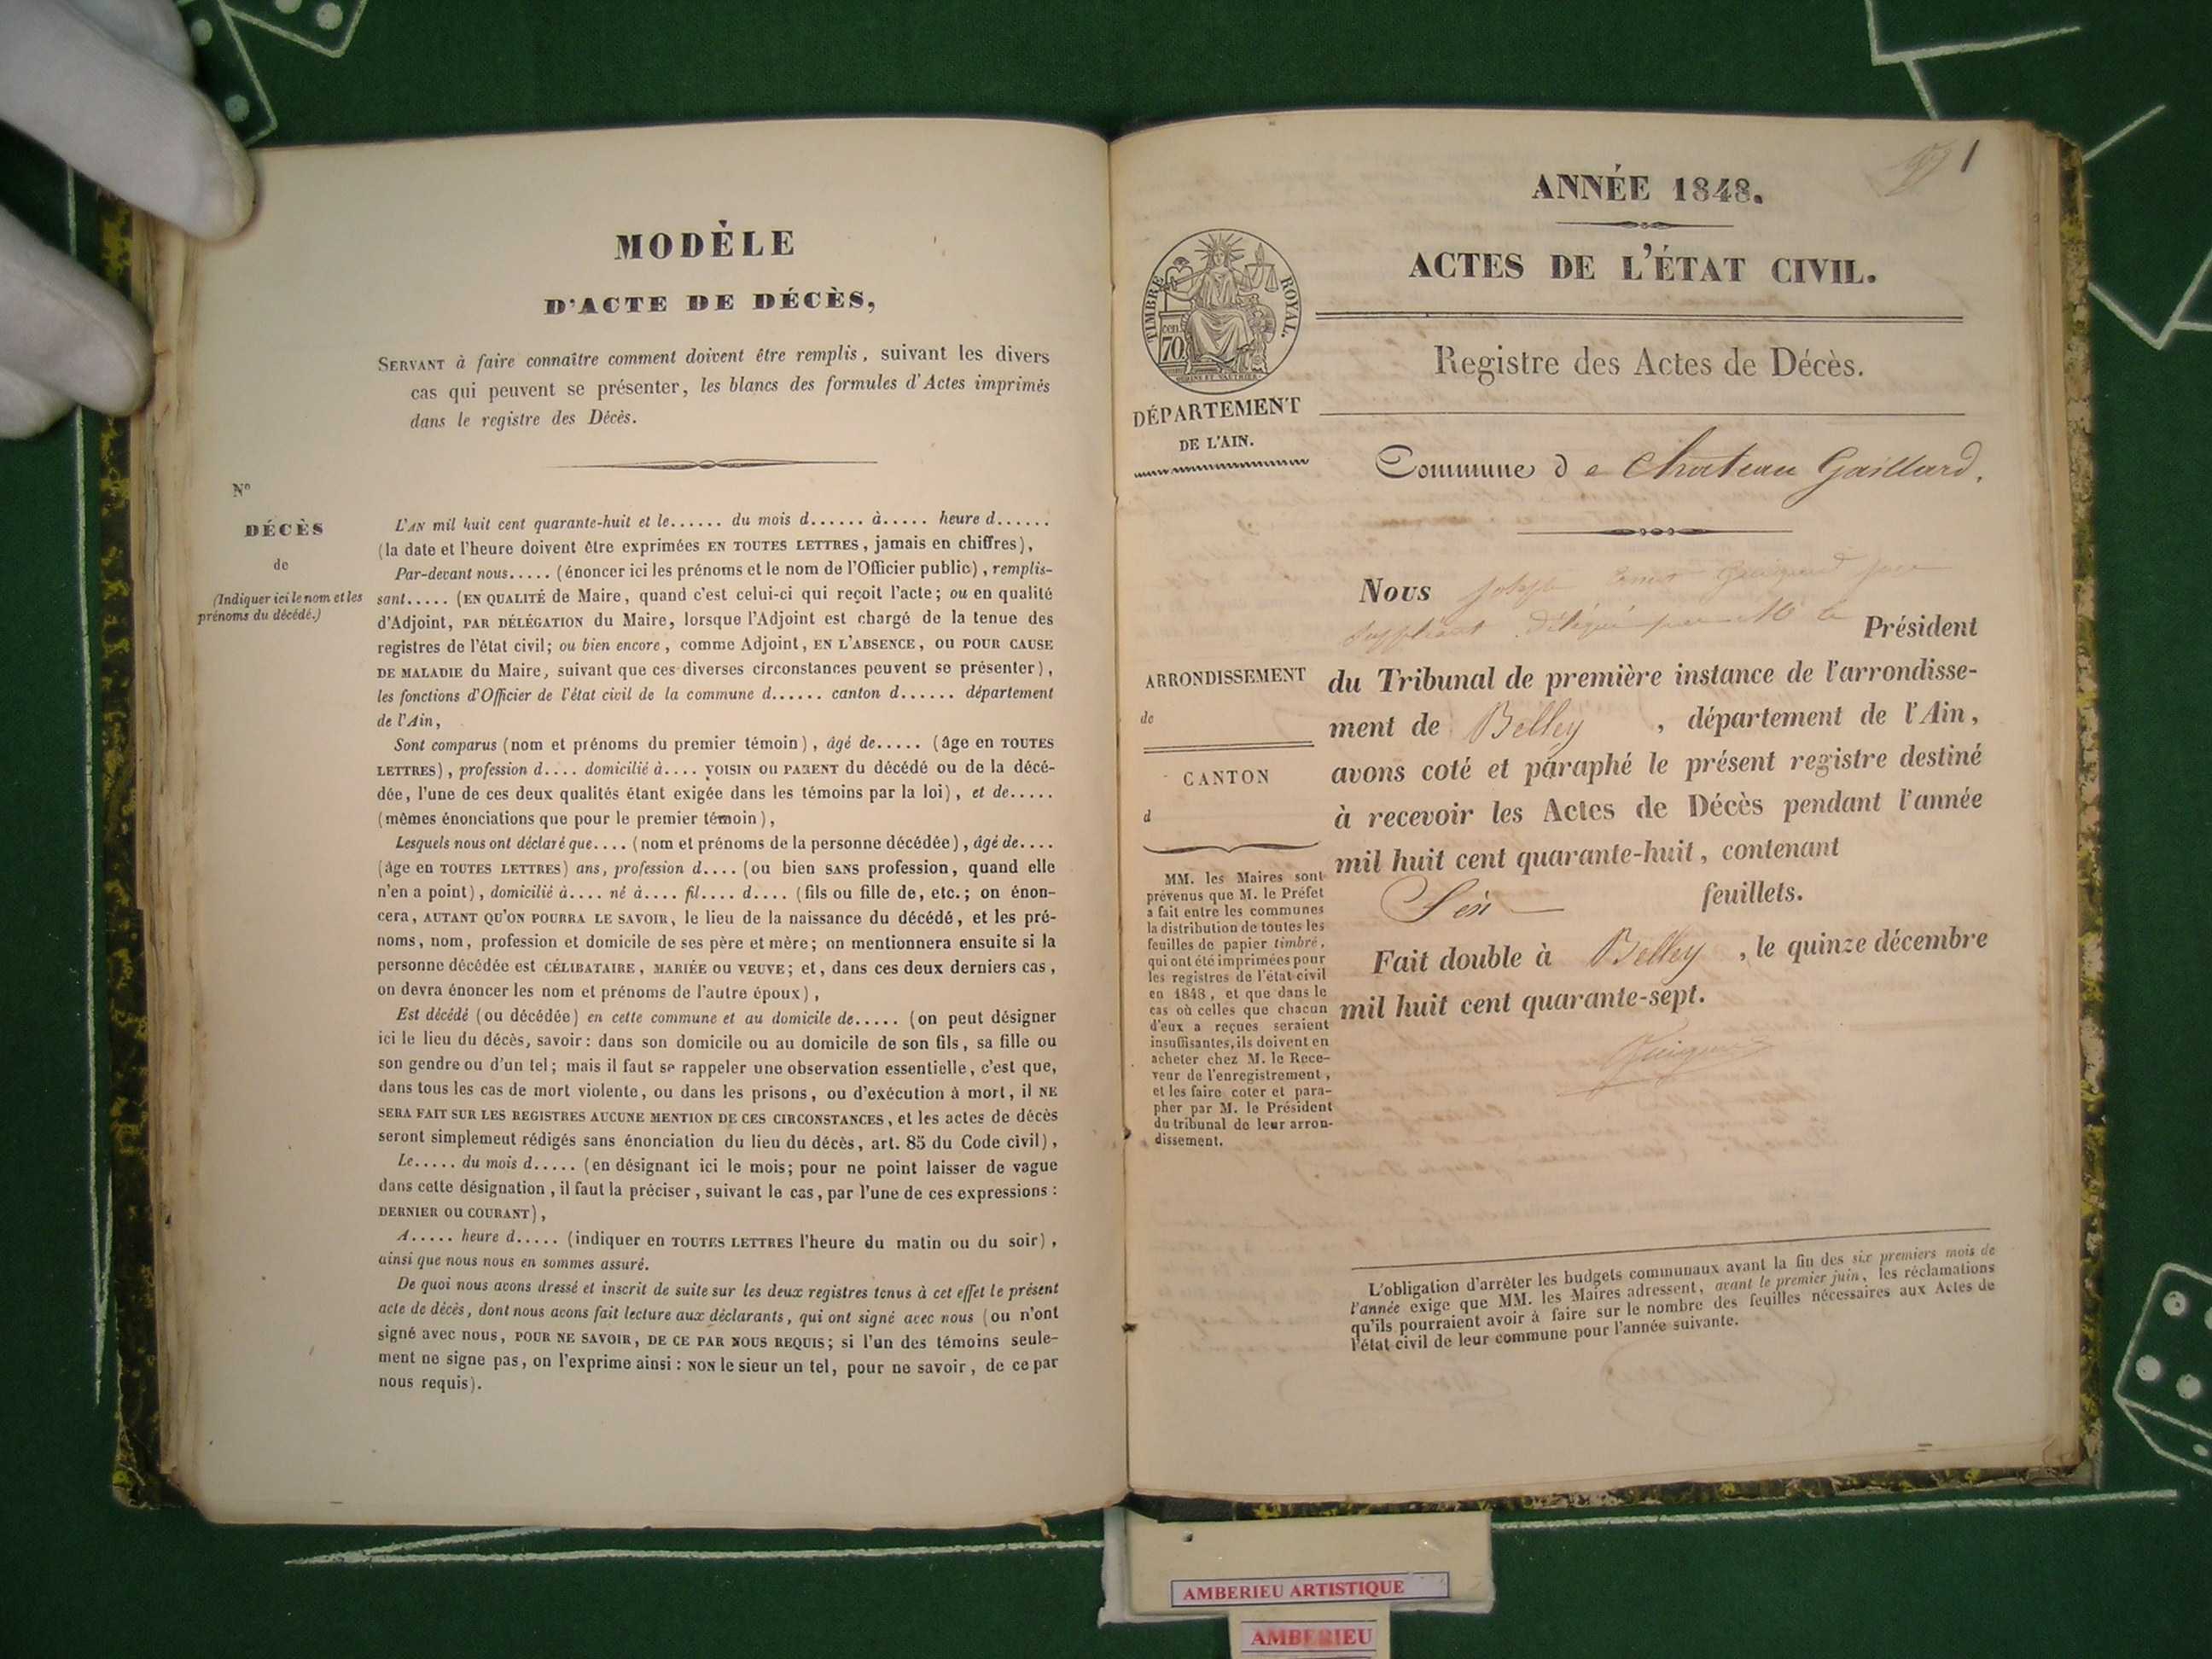 MODÈLE
D'ACTE DE DÉCÈS,
SERVANT à faire connaître comment doivent être remplis, suivant les divers
cas qui peuvent se présenter, les blancs des formules d'Actes imprimés
dans le registre des Décès.
N°
DÉCÈS
de
(Indiquer ici le nom et les
prénoms du décédé.)
L'AN mil huit cent quarante-huit et le...... du mois d...... à..... heure d......
(la date et l'heure doivent être exprimées EN TOUTES LETTRES, jamais en chiffres),
Par-devant nous..... (énoncer ici les prénoms et le nom de l'Officier public), remplis-
sant..... (EN QUALITÉ de Maire, quand c'est celui-ci qui reçoit l'acte; ou en qualité
d'Adjoint, PAR DÉLÉGATION du Maire, lorsque l'Adjoint est chargé de la tenue des
registres de l'état civil; ou bien encore, comme Adjoint, EN L'ABSENCE, OU POUR CAUSE
DE MALADIE du Maire, suivant que ces diverses circonstances peuvent se présenter),
les fonctions d'Officier de l'état civil de la commune d...... canton d...... département
de l'Ain,
Sont comparus (nom et prénoms du premier témoin), âgé de..... (âge en TOUTES
LETTRES), profession d.... domicilié à.... VOISIN OU PARENT du décédé ou de la décé-
dée, l'une de ces deux qualités étant exigée dans les témoins par la loi), et de.....
(mêmes énonciations que pour le premier témoin),
Lesquels nous ont déclaré que.... (nom et prénoms de la personne décédée), âgé de....
(âge en TOUTES LETTRES) ans, profession d.... (ou bien SANS profession, quand elle
n'en a point), domicilié à.... né à.... fil.... d.... (fils ou fille de, etc.; on énon-
cera, AUTANT QU'ON POURRA LE SAVOIR, le lieu de la naissance du décédé, et les pré-
noms, nom, profession et domicile de ses père et mère; on mentionnera ensuite si la
personne décédée est CÉLIBATAIRE, MARIÉE OU VEUVE; et, dans ces deux derniers cas,
on devra énoncer les nom et prénoms de l'autre époux),
Est décédé (ou décédée) en cette commune et au domicile de..... (on peut désigner
ici le lieu du décès, savoir: dans son domicile ou au domicile de son fils, sa fille ou
son gendre ou d'un tel; mais il faut se rappeler une observation essentielle, c'est que,
dans tous les cas de mort violente, ou dans les prisons, ou d'exécution à mort, il NE
SERA FAIT SUR LES REGISTRES AUCUNE MENTION DE CES CIRCONSTANCES, et les actes de décès
seront simplement rédigés sans énonciation du lieu du décès, art. 85 du Code civil),
Le..... du mois d..... (en désignant ici le mois; pour ne point laisser de vague
dans cette désignation, il faut la préciser, suivant le cas, par l'une de ces expressions:
DERNIER OU COURANT),
A..... heure d..... (indiquer en TOUTES LETTRES l'heure du matin ou du soir),
ainsi que nous nous en sommes assuré.
De quoi nous avons dressé et inscrit de suite sur les deux registres tenus à cet effet le présent
acte de décès, dont nous avons fait lecture aux déclarants, qui ont signé avec nous (ou n'ont
signé avec nous, POUR NE SAVOIR, DE CE PAR NOUS REQUIS; si l'un des témoins seule-
ment ne signe pas, on l'exprime ainsi: NON le sieur un tel, pour ne savoir, de ce par
nous requis).
1
ANNÉE 1848.
ACTES DE L'ÉTAT CIVIL.
TIMBRE ROYAL.
cen
70
Registre des Actes de Décès.
DÉPARTEMENT
DE L'AIN.
Commune de Chateau Gaillard.
Nous Joseph Guigard juge
Suppléant délégué par Mr le Président
ARRONDISSEMENT
de
CANTON
d
du Tribunal de première instance de l'arrondisse-
ment de Belley, département de l'Ain,
avons coté et paraphé le présent registre destiné
à recevoir les Actes de Décès pendant l'année
mil huit cent quarante-huit, contenant
Six feuillets.
Fait double à Belley, le quinze décembre
mil huit cent quarante-sept.
MM. les Maires sont
prévenus que M. le Préfet
a fait entre les communes
la distribution de toutes les
feuilles de papier timbré,
qui ont été imprimées pour
les registres de l'état civil
en 1848, et que dans le
cas où celles que chacun
d'eux a reçues seraient
insuffisantes, ils doivent en
acheter chez M. le Rece-
veur de l'enregistrement,
et les faire coter et para-
pher par M. le Président
du tribunal de leur arron-
dissement.
L'obligation d'arrêter les budgets communaux avant la fin des six premiers mois de
l'année exige que MM. les Maires adressent, avant le premier juin, les réclamations
qu'ils pourraient avoir à faire sur le nombre des feuilles nécessaires aux Actes de
l'état civil de leur commune pour l'année suivante.
AMBERIEU ARTISTIQUE
AMBERIEU